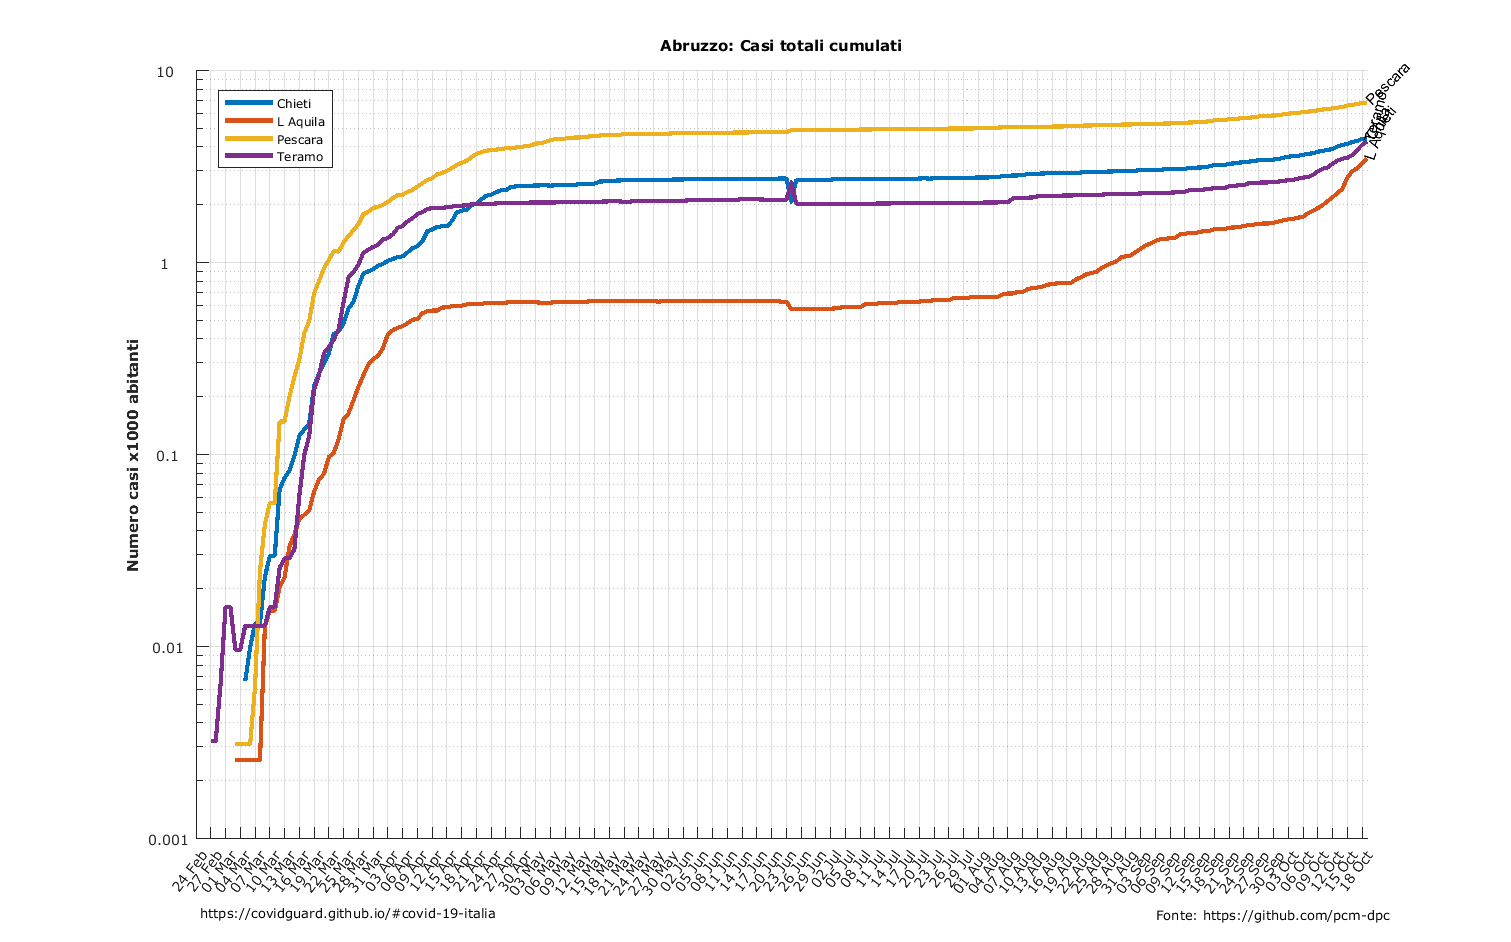 Abruzzo: Casi totali cumulati
10
1
0.1
0.01
0.001
Numero casi x1000 abitanti
Chieti
L Aquila
Pescara
Teramo
Pescara
Teramo
Chieti
L Aquila
24 Feb
27 Feb
01 Mar
04 Mar
07 Mar
10 Mar
13 Mar
16 Mar
19 Mar
22 Mar
25 Mar
28 Mar
31 Mar
03 Apr
06 Apr
09 Apr
12 Apr
15 Apr
18 Apr
21 Apr
24 Apr
27 Apr
30 Apr
03 May
06 May
09 May
12 May
15 May
18 May
21 May
24 May
27 May
30 May
02 Jun
05 Jun
08 Jun
11 Jun
14 Jun
17 Jun
20 Jun
23 Jun
26 Jun
29 Jun
02 Jul
05 Jul
08 Jul
11 Jul
14 Jul
17 Jul
20 Jul
23 Jul
26 Jul
29 Jul
01 Aug
04 Aug
07 Aug
10 Aug
13 Aug
16 Aug
19 Aug
22 Aug
25 Aug
28 Aug
31 Aug
03 Sep
06 Sep
09 Sep
12 Sep
15 Sep
18 Sep
21 Sep
24 Sep
27 Sep
30 Sep
03 Oct
06 Oct
09 Oct
12 Oct
15 Oct
18 Oct
https://covidguard.github.io/#covid-19-italia
Fonte: https://github.com/pcm-dpc